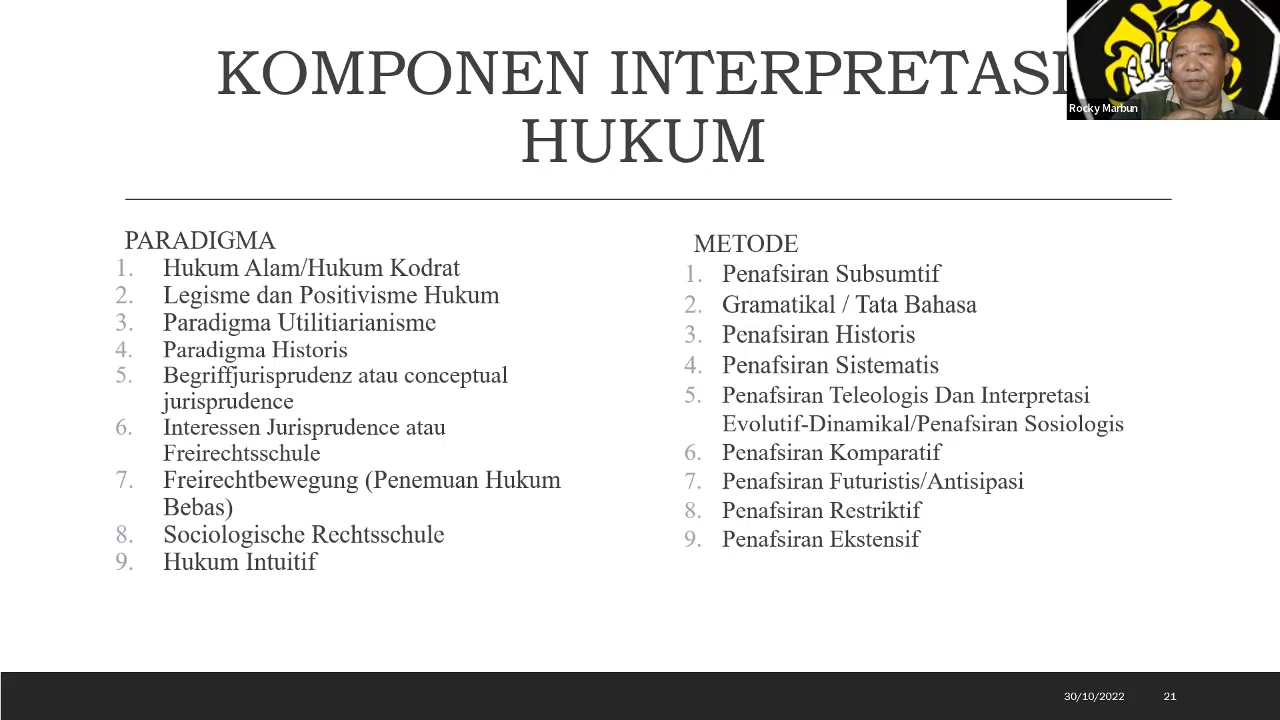 KOMPONEN INTERPRETASI
HUKUM
Rocky Marbun
PARADIGMA
1. Hukum Alam/Hukum Kodrat
2. Legisme dan Positivisme Hukum
3. Paradigma Utilitiarianisme
4. Paradigma Historis
5. Begriffjurisprudenz atau conceptual
jurisprudence
6. Interessen Jurisprudence atau
Freirechtsschule
7. Freirechtbewegung (Penemuan Hukum
Bebas)
8. Sociologische Rechtsschule
9. Hukum Intuitif
METODE
1. Penafsiran Subsumtif
2. Gramatikal / Tata Bahasa
3. Penafsiran Historis
4. Penafsiran Sistematis
5. Penafsiran Teleologis Dan Interpretasi
Evolutif-Dinamikal/Penafsiran Sosiologis
6. Penafsiran Komparatif
7. Penafsiran Futuristis/Antisipasi
8. Penafsiran Restriktif
9. Penafsiran Ekstensif
30/10/2022 21